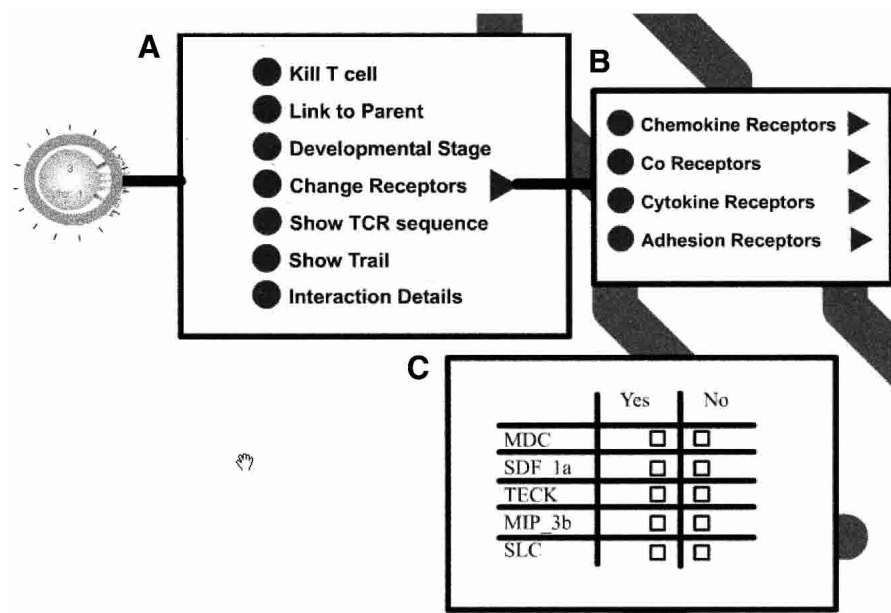 A
Kill T cell
Link to Parent
Developmental Stage
Change Receptors
Show TCR sequence
Show Trail
Interaction Details
B
Chemokine Receptors
Co Receptors
Cytokine Receptors
Adhesion Receptors
C
Yes No
MDC
SDF_1a
TECK
MIP_3b
SLC